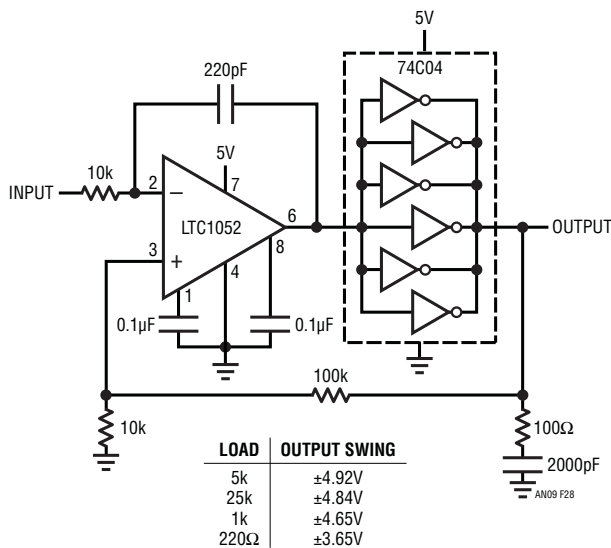 5V
74C04
220pF
5V
10k
INPUT
2
−
7
LTC1052
6
3
+
8
1
4
OUTPUT
0.1µF
0.1µF
100k
10k
100Ω
2000pF
AN09 F28
LOAD OUTPUT SWING
5k ±4.92V
25k ±4.84V
1k ±4.65V
220Ω ±3.65V